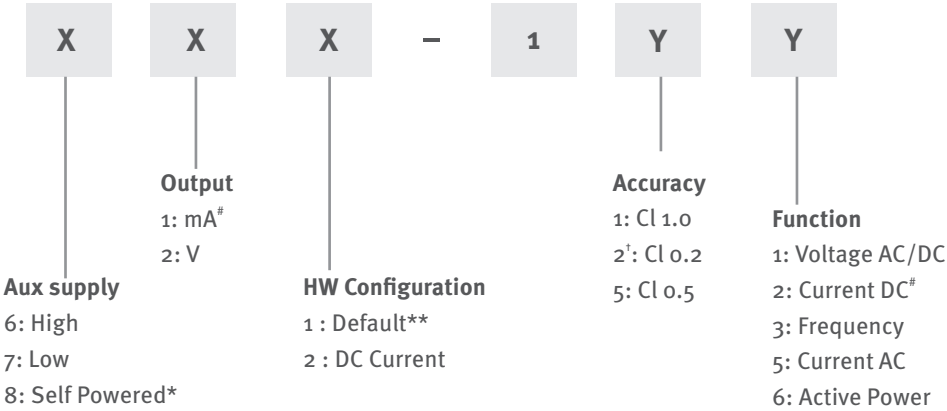 X X X – 1 Y Y
Output
1: mA#
2: V
Aux supply
6: High
7: Low
8: Self Powered*
HW Configuration
1 : Default**
2 : DC Current
Accuracy
1: Cl 1.0
2†: Cl 0.2
5: Cl 0.5
Function
1: Voltage AC/DC
2: Current DC#
3: Frequency
5: Current AC
6: Active Power